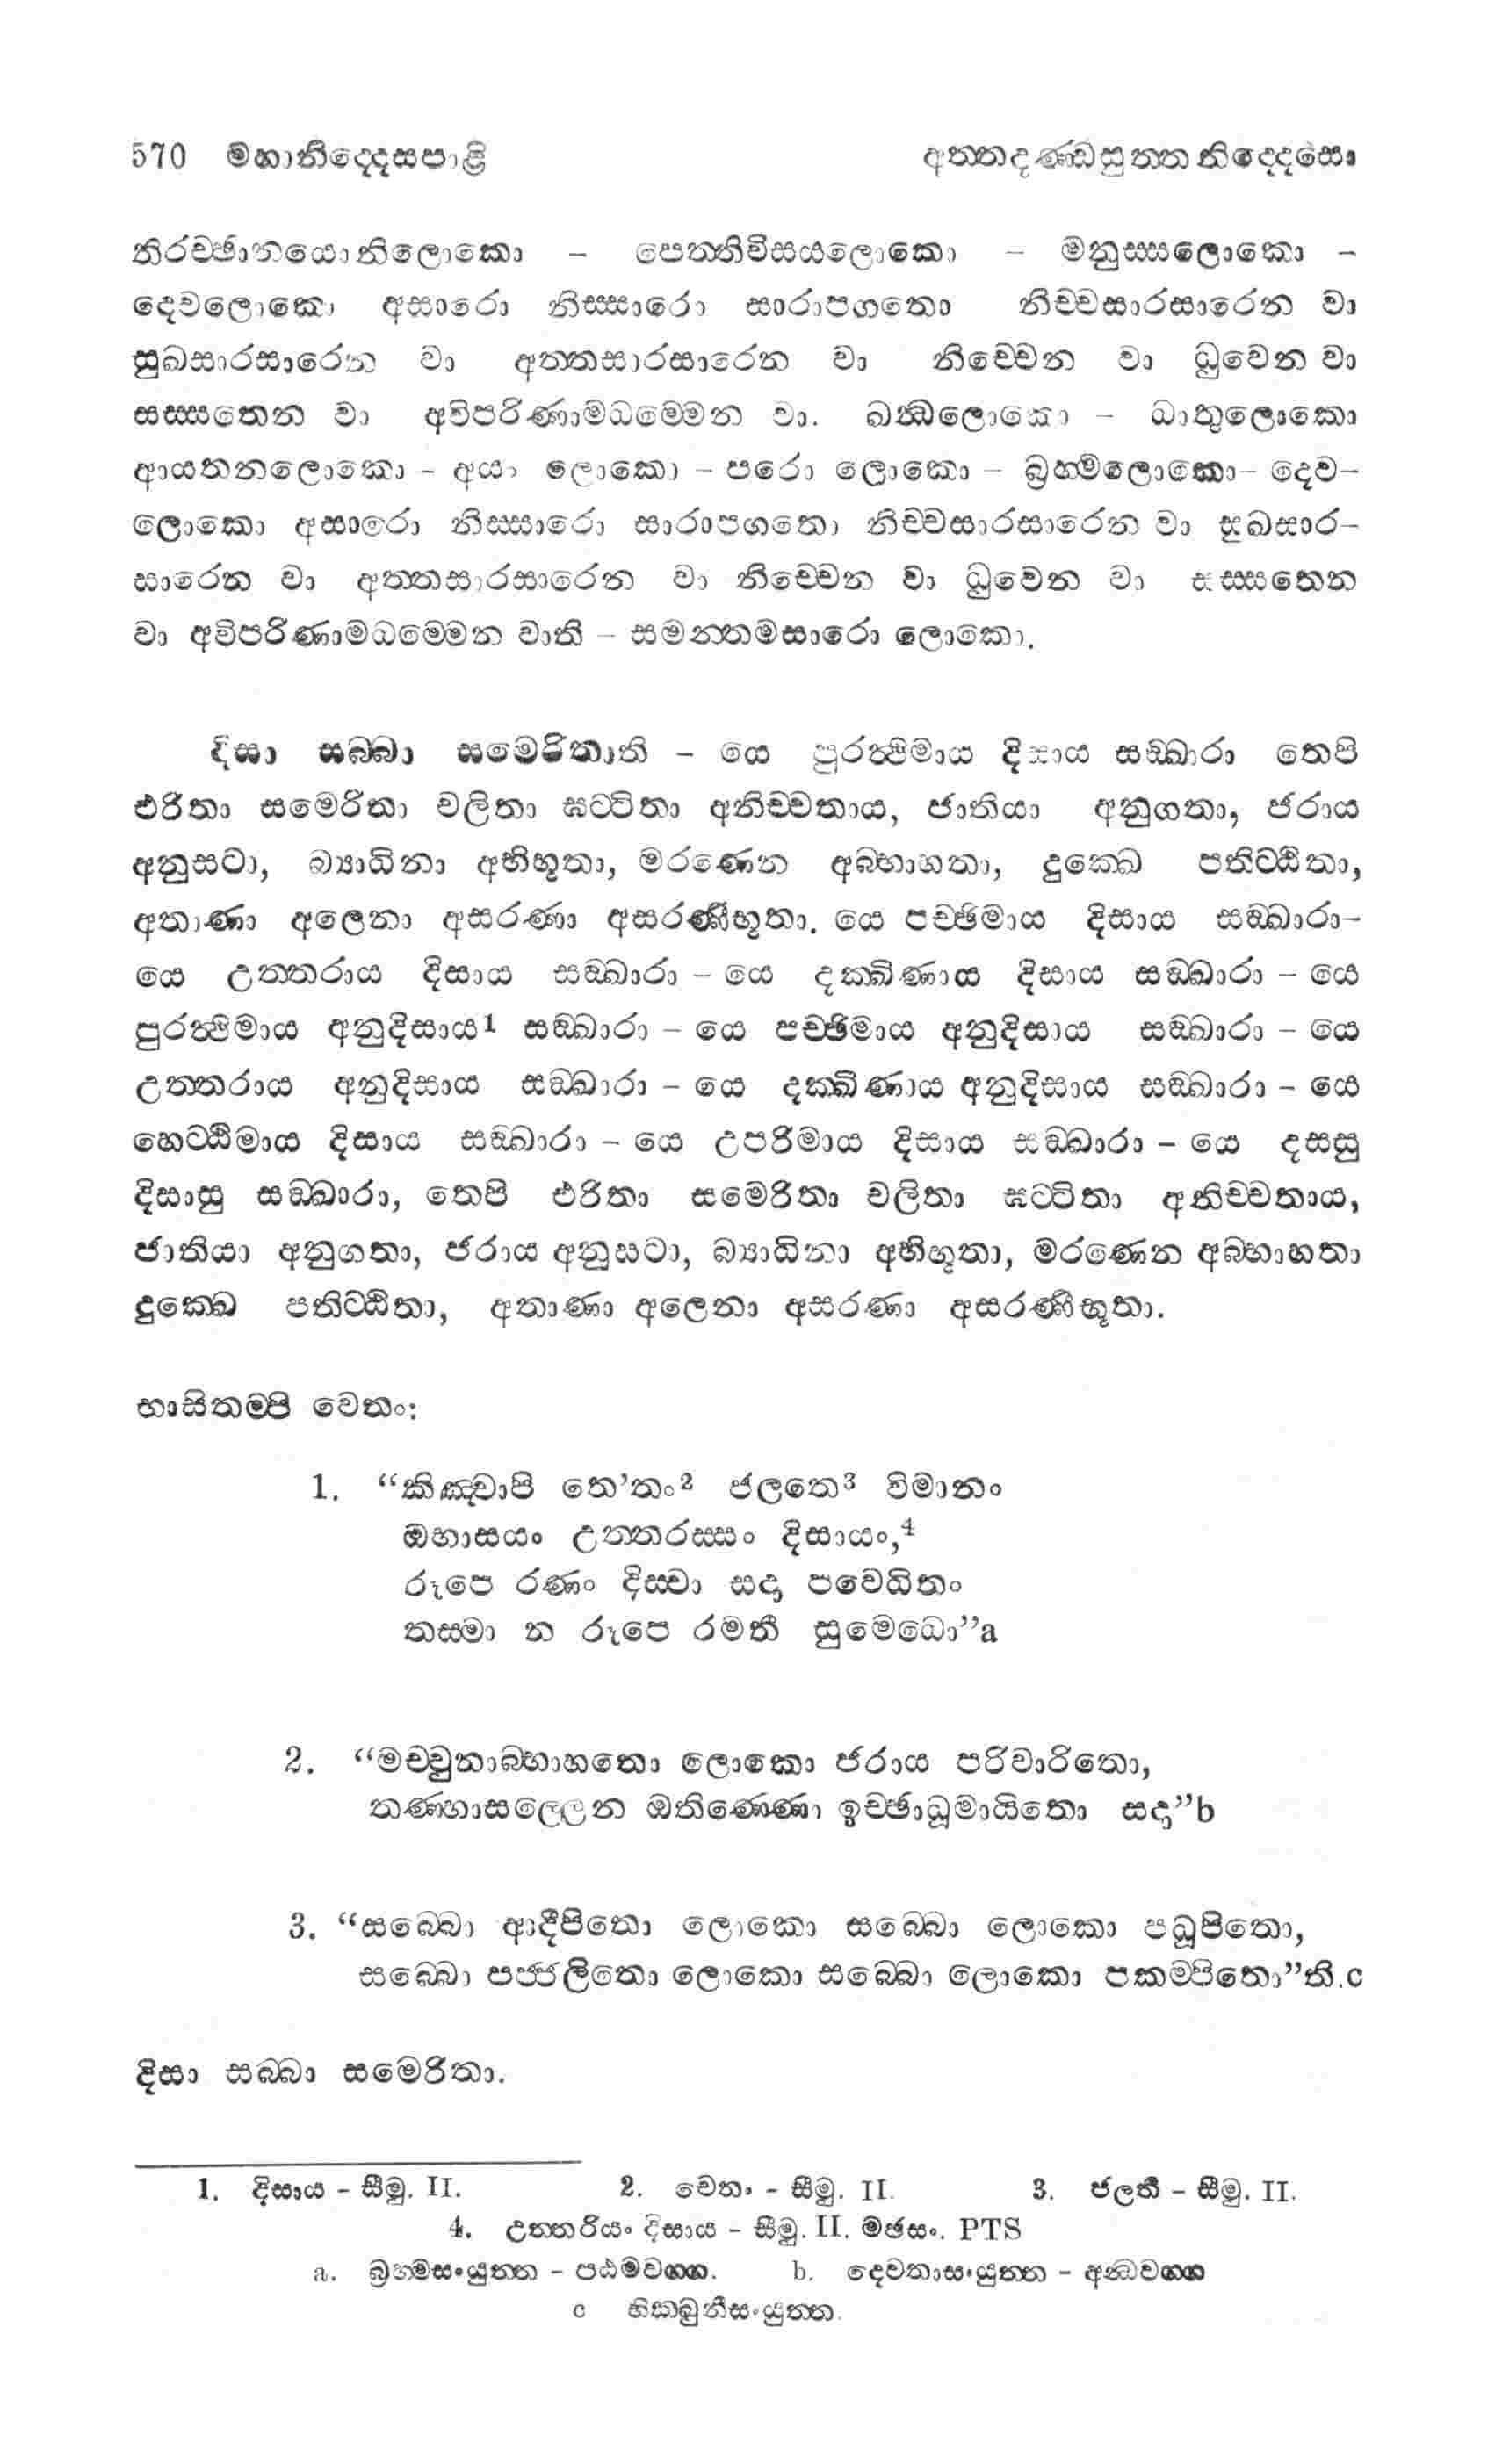 570 මහානිද්දෙසපාළි අත්තදණ්ඩසුත්තනිද්දෙසො
තිරච්ඡානයොනිලොකො – පෙත්තිවිසයලොකො – මනුස්සලොකො –
දෙවලොකො අසාරො නිස්සාරො සාරාපගතො නිච්චසාරසාරෙන වා
සුඛසාරසාරෙන වා අත්තසාරසාරෙන වා නිච්චෙන වා ධුවෙන වා
සස්සතෙන වා අවිපරිණාමධම්මෙන වා. ඛන්ධලොකො – ධාතුලොකො
ආයතනලොකො – අයං ලොකො – පරො ලොකො – බ්‍රහ්මලොකො– දෙව–
ලොකො අසාරො නිස්සාරො සාරාපගතො නිච්චසාරසාරෙන වා සුඛසාර–
සාරෙන වා අත්තසාරසාරෙන වා නිච්චෙන වා ධුවෙන වා සස්සතෙන
වා අවිපරිණාමධම්මෙන වාති – සමන්තමසාරො ලොකො.
දිසා සබ්බා සමෙරිතාති – යෙ පුරත්ථිමාය දිසාය සඞ්ඛාරා තෙපි
එරිතා සමෙරිතා චලිතා ඝට්ටිතා අනිච්චතාය, ජාතියා අනුගතා, ජරාය
අනුසටා, බ්‍යාධිනා අභිභූතා, මරණෙන අබ්භාහතා, දුක්ඛෙ පතිට්ඨිතා,
අතාණා අලෙනා අසරණා අසරණීභූතා. යෙ පච්ඡිමාය දිසාය සඞ්ඛාරා–
යෙ උත්තරාය දිසාය සඞ්ඛාරා – යෙ දක්ඛිණාය දිසාය සඞ්ඛාරා – යෙ
පුරත්ථිමාය අනුදිසාය1 සඞ්ඛාරා – යෙ පච්ඡිමාය අනුදිසාය සඞ්ඛාරා – යෙ
උත්තරාය අනුදිසාය සඞ්ඛාරා – යෙ දක්ඛිණාය අනුදිසාය සඞ්ඛාරා – යෙ
හෙට්ඨිමාය දිසාය සඞ්ඛාරා – යෙ උපරිමාය දිසාය සඞ්ඛාරා – යෙ දසසු
දිසාසු සඞ්ඛාරා, තෙපි එරිතා සමෙරිතා චලිතා ඝට්ටිතා අනිච්චතාය,
ජාතියා අනුගතා, ජරාය අනුසටා, බ්‍යාධිනා අභිභූතා, මරණෙන අබ්භාහතා
දුක්ඛෙ පතිට්ඨිතා, අතාණා අලෙනා අසරණා අසරණීභූතා.
භාසිතම්පි චෙතං:
1. “කිඤ්චාපි තෙ’තං2 ජලතෙ3 විමානං
ඔභාසයං උත්තරස්සං දිසායං,4
රූපෙ රණං දිස්වා සදා පවෙධිතං
තස්මා න රූපෙ රමතී සුමෙධො”a
2. “මච්චුනාබ්භාහතො ලොකො ජරාය පරිවාරිතො,
තණ්හාසල්ලෙන ඔතිණ්ණො ඉච්ඡාධූමායිතො සදා”b
3. “සබ්බො ආදීපිතො ලොකො සබ්බො ලොකො පධූපිතො,
සබ්බො පජ්ජලිතො ලොකො සබ්බො ලොකො පකම්පිතො”ති.c
දිසා සබ්බා සමෙරිතා.
1. දිසාය – සීමු. II. 2. චෙතං – සීමු. II. 3. ජලතී – සීමු. II.
4. උත්තරියං දිසාය – සීමු. II. මඡසං. PTS
a. බ්‍රහ්මසංයුත්ත – පඨමවග්ග. b. දෙවතාසංයුත්ත – අන්ධවග්ග
c භික්ඛුනීසංයුත්ත.